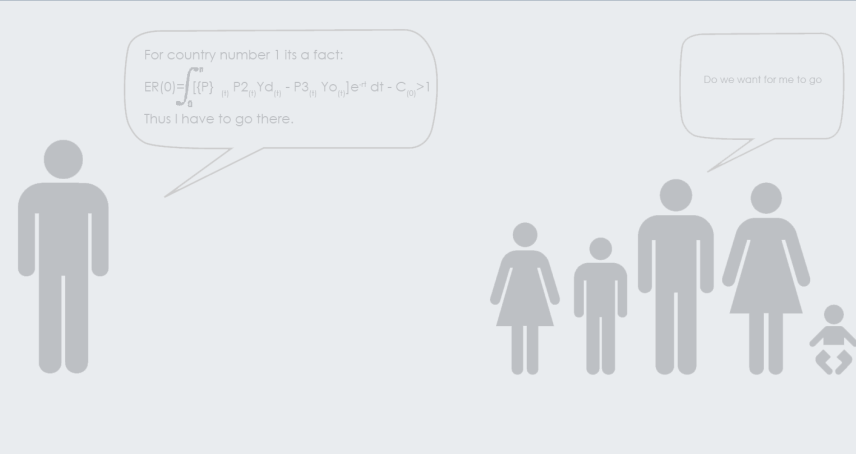 For country number 1 its a fact:
ER(0)=∫₀ⁿ[{P} (t) P2(t)Yd(t) - P3(t) Yo(t)]e⁻ʳᵗ dt - C(0)>1
Thus I have to go there.
Do we want for me to go